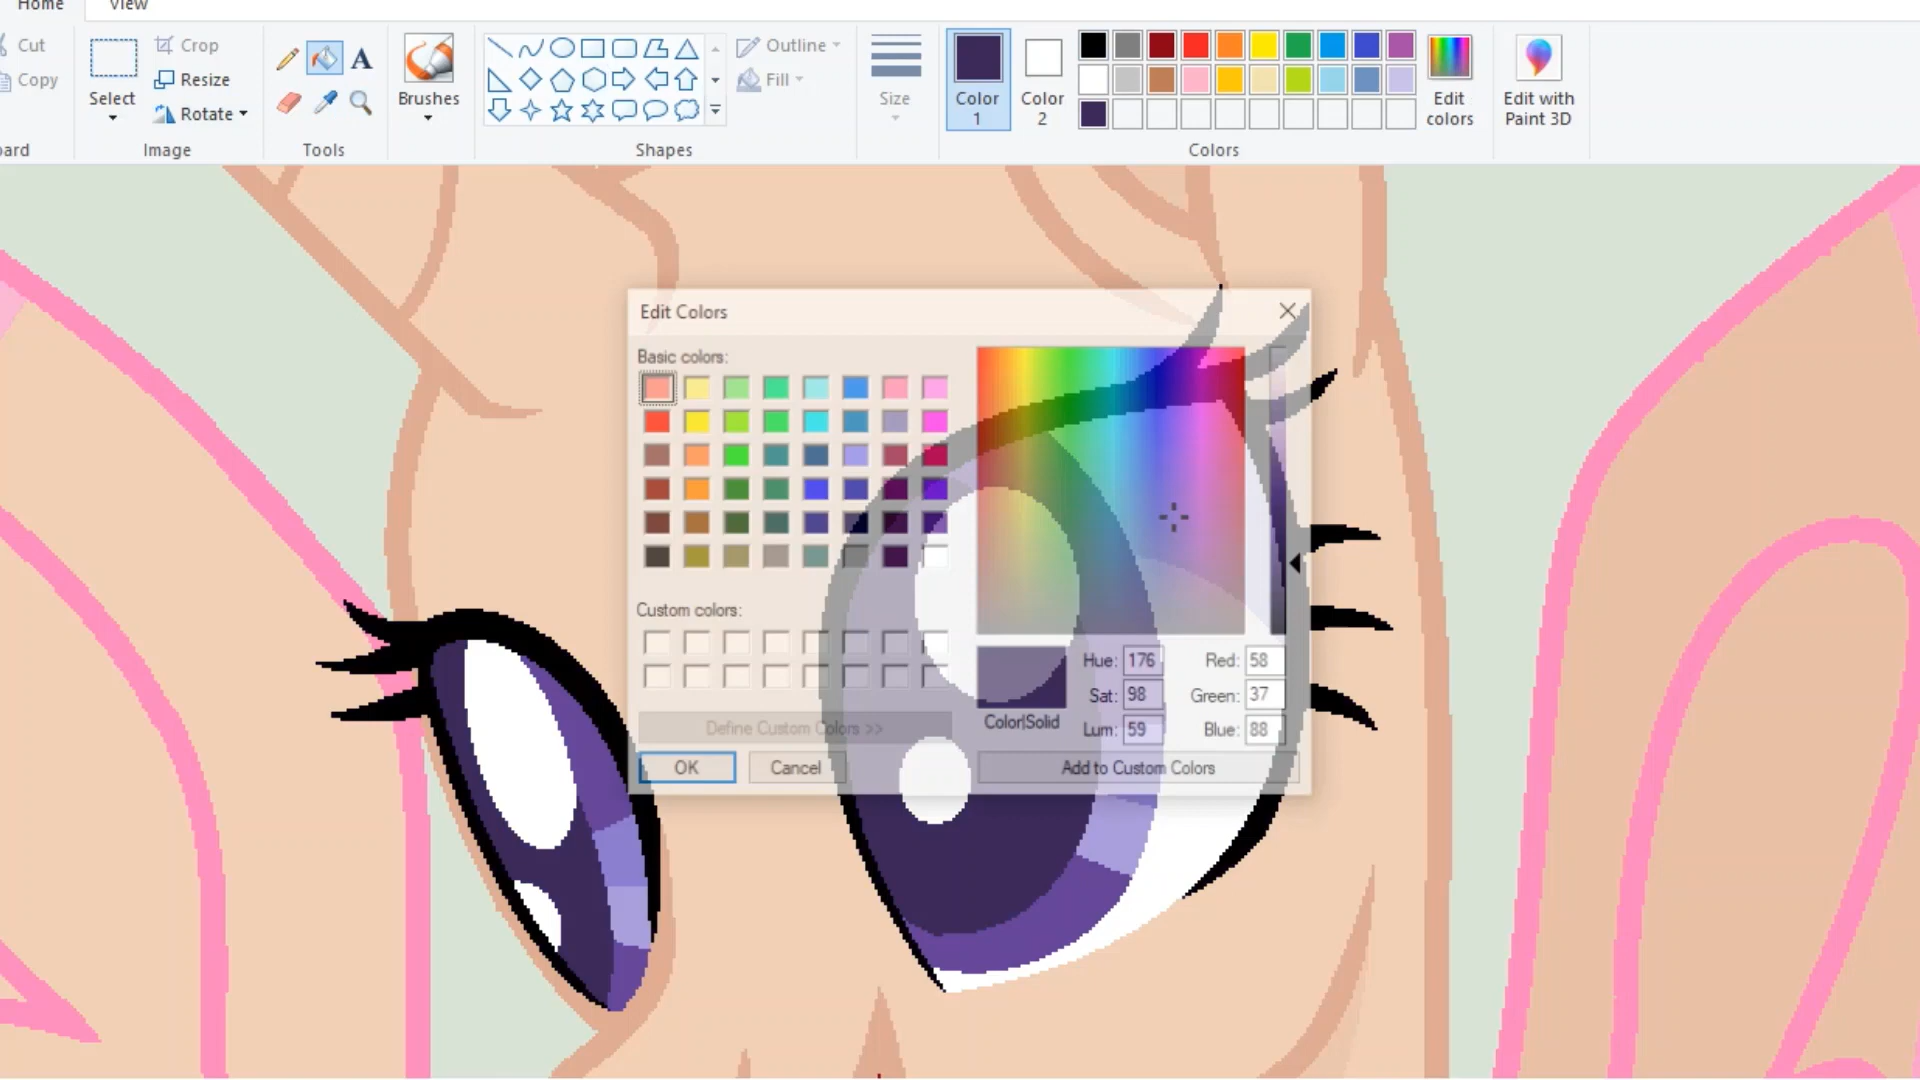 Home View
Cut
Copy
Select
Crop
Resize
Rotate
Image
A
Tools
Brushes
Shapes
Outline
Fill
Size
Color
1
Color
2
Colors
Edit
colors
Edit with
Paint 3D
Edit Colors
Basic colors:
Custom colors:
Define Custom Colors >>
OK Cancel
Color|Solid
Hue: 176 Red: 58
Sat: 98 Green: 37
Lum: 59 Blue: 88
Add to Custom Colors